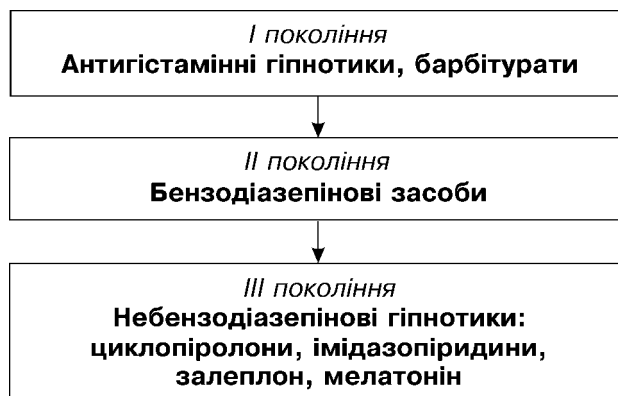 I покоління
Антигістамінні гіпнотики, барбітурати
II покоління
Бензодіазепінові засоби
III покоління
Небензодіазепінові гіпнотики:
циклопіролони, імідазопіридини,
залеплон, мелатонін